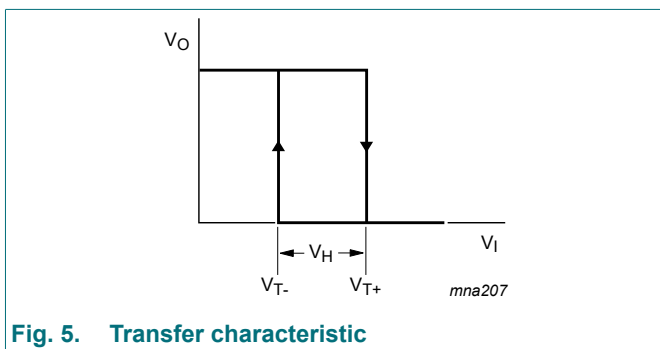 VO
VI
VH
VT-
VT+
mna207
Fig. 5. Transfer characteristic